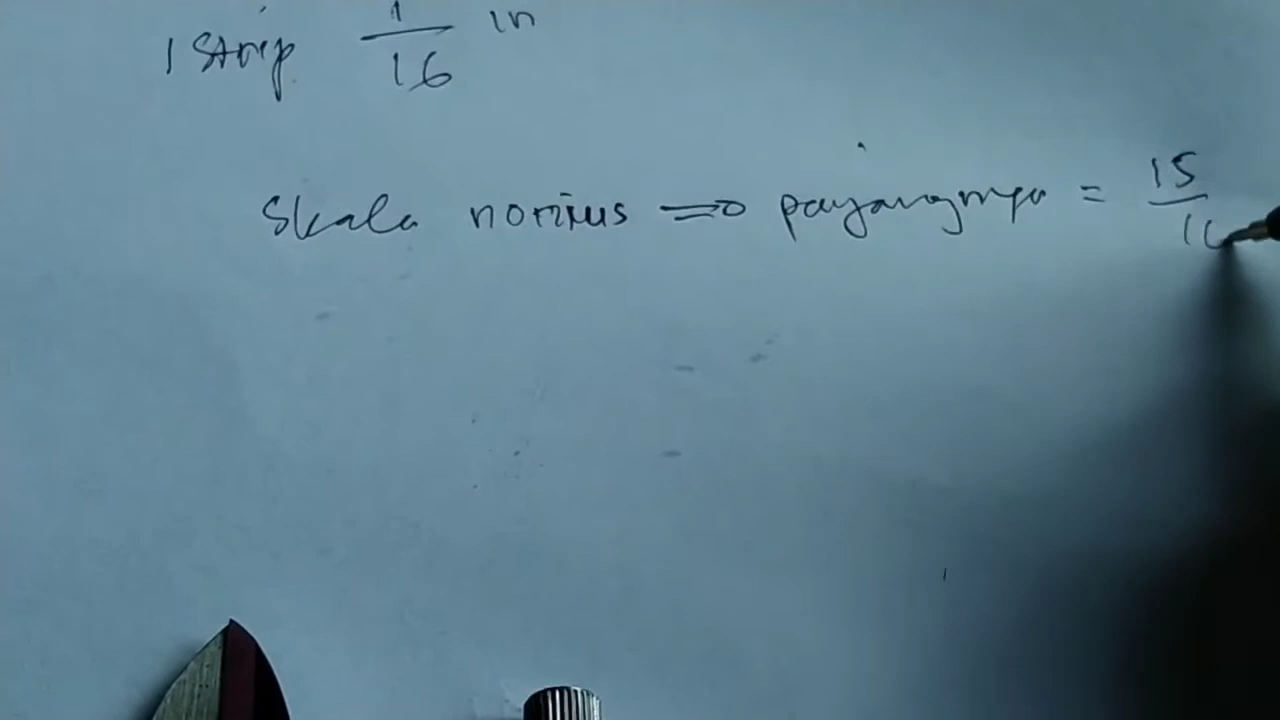 1 strip 1/16 in
Skala nonius => panjangnya = 15/16